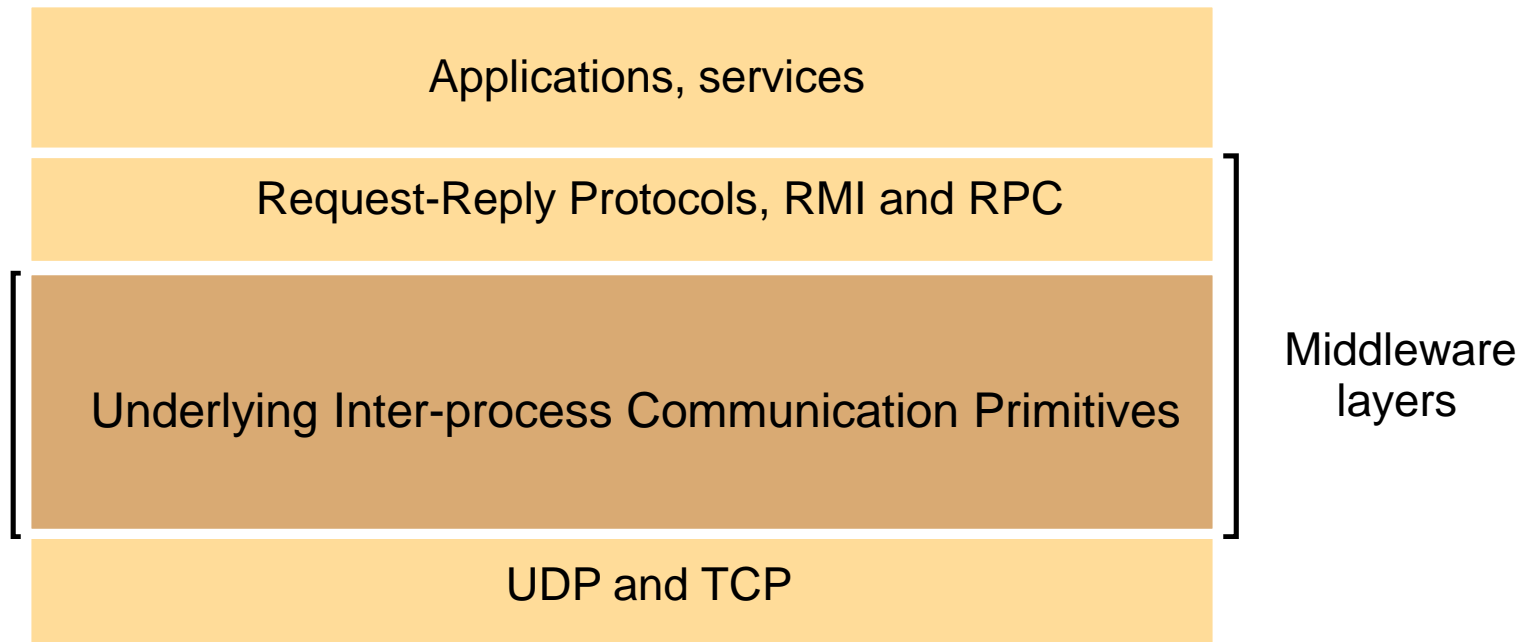 Applications, services
Request-Reply Protocols, RMI and RPC
Underlying Inter-process Communication Primitives
Middleware
layers
UDP and TCP